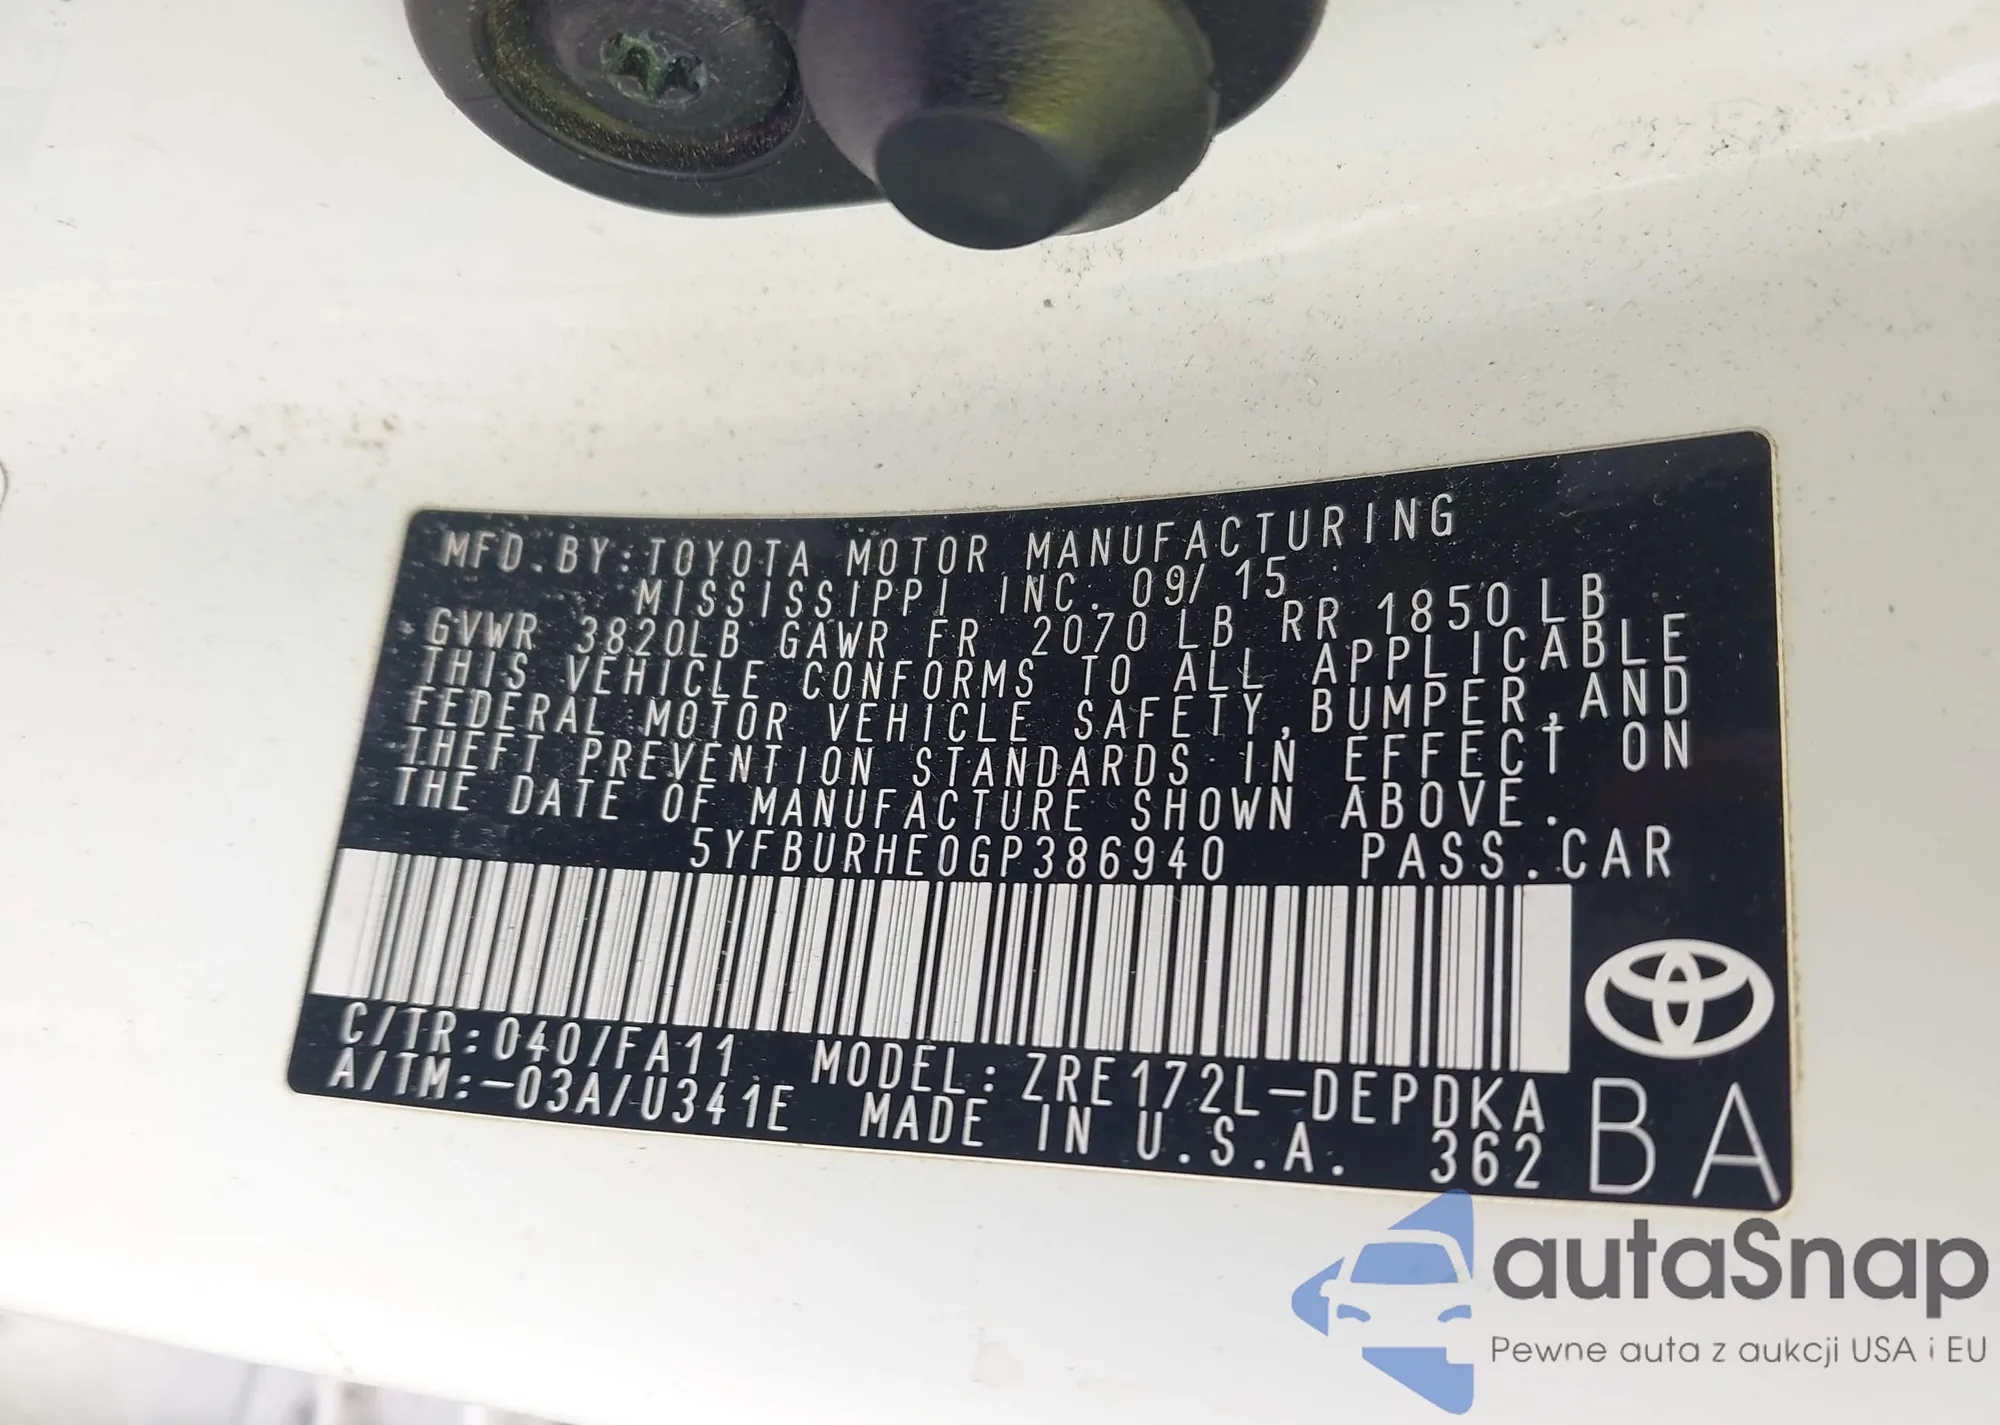 MFD.BY:TOYOTA MOTOR MANUFACTURING
MISSISSIPPI INC. 09/15
GVWR 3820LB GAWR FR 2070LB RR 1850LB
THIS VEHICLE CONFORMS TO ALL APPLICABLE
FEDERAL MOTOR VEHICLE SAFETY,BUMPER,AND
THEFT PREVENTION STANDARDS IN EFFECT ON
THE DATE OF MANUFACTURE SHOWN ABOVE.
5YFBURHE0GP386940 PASS.CAR
C/TR:040/FA11 MODEL:ZRE172L-DEPDKA
A/TM:-03A/U341E MADE IN U.S.A. 362
BA
autaSnap
Pewne auta z aukcji USA i EU